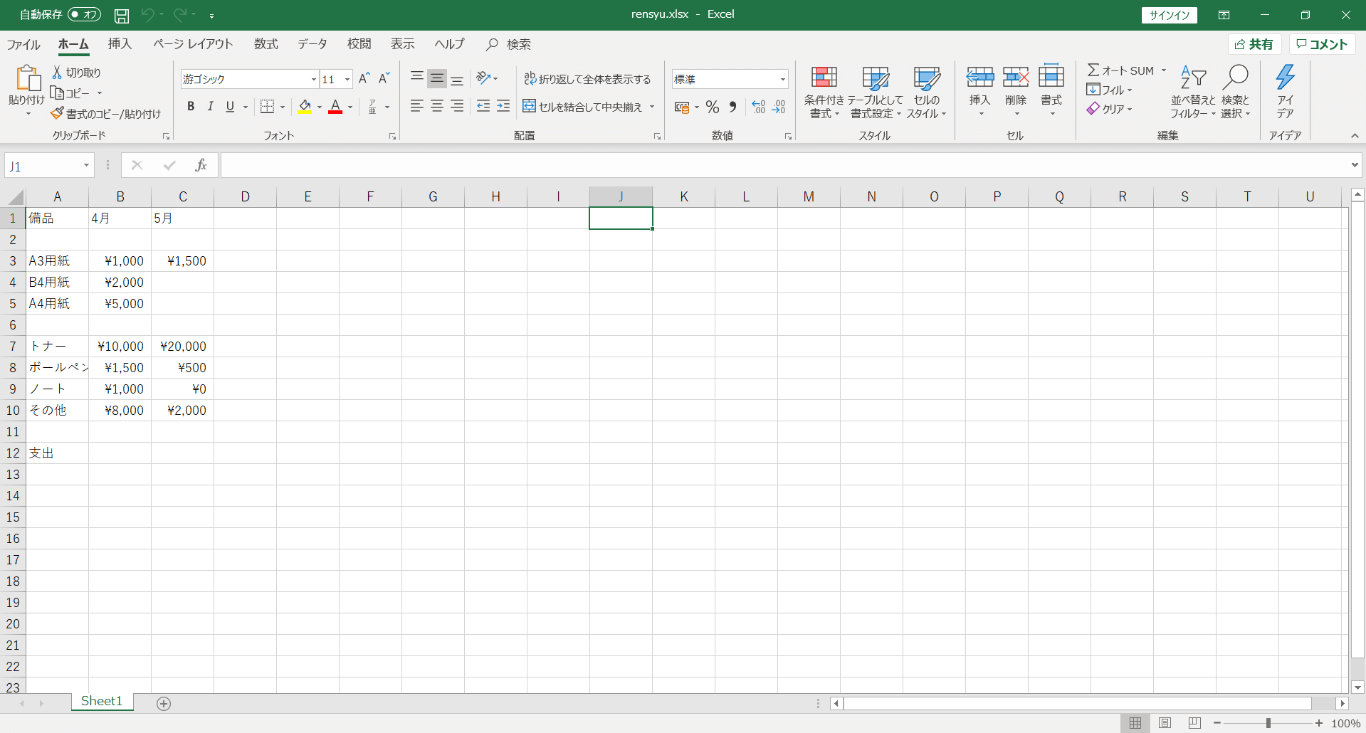 自動保存 オフ rensyu.xlsx - Excel サインイン
ファイル ホーム 挿入 ページ レイアウト 数式 データ 校閲 表示 ヘルプ 検索 共有 コメント
貼り付け 切り取り コピー 書式のコピー/貼り付け クリップボード
游ゴシック 11 A A B I U A 亜 フォント
ab 折り返して全体を表示する セルを結合して中央揃え 配置
標準 % 数値
条件付き書式 テーブルとして書式設定 セルのスタイル スタイル
挿入 削除 書式 セル
オート SUM フィル クリア 並べ替えとフィルター 検索と選択 編集
アイデア アイデア
J1 fx
A B C D E F G H I J K L M N O P Q R S T U
1 備品 4月 5月
2
3 A3用紙 ¥1,000 ¥1,500
4 B4用紙 ¥2,000
5 A4用紙 ¥5,000
6
7 トナー ¥10,000 ¥20,000
8 ボールペン ¥1,500 ¥500
9 ノート ¥1,000 ¥0
10 その他 ¥8,000 ¥2,000
11
12 支出
13
14
15
16
17
18
19
20
21
22
23
Sheet1
100%